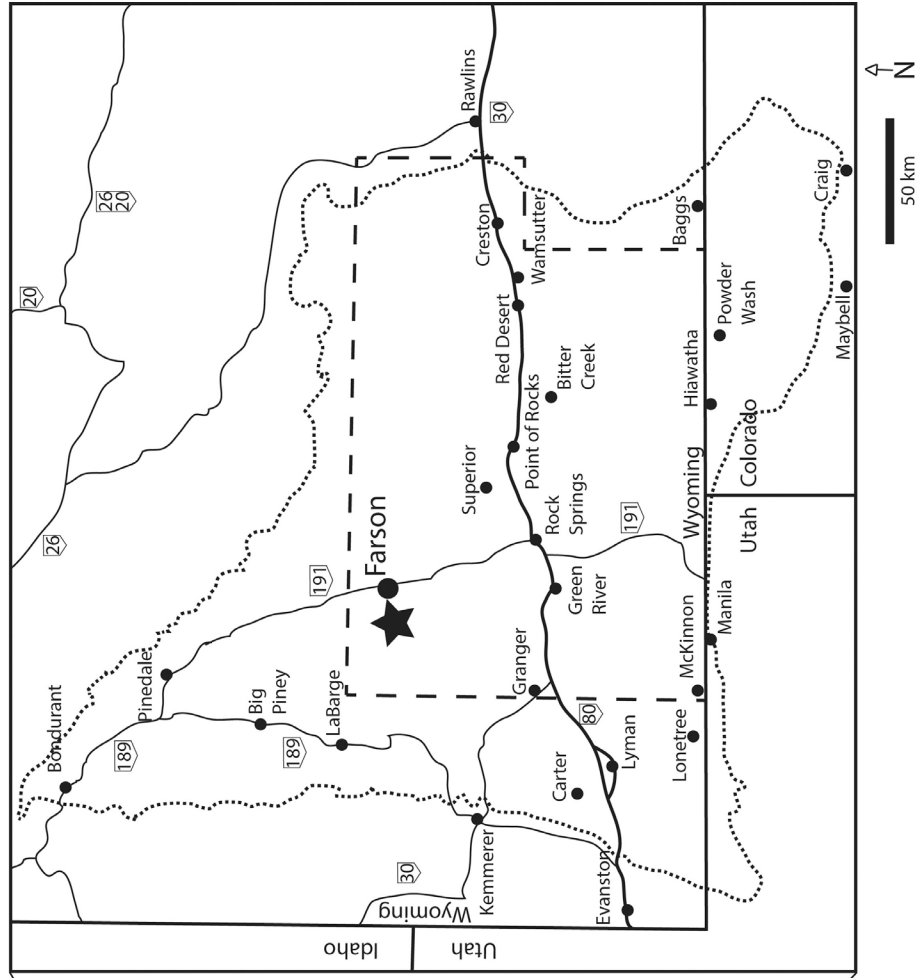 Bondurant
Pinedale
189
Big
Piney
LaBarge
189
30
Kemmerer
Wyoming
Idaho
Utah
Evanston
Carter
Lyman
80
Granger
Lonetree
McKinnon
Manila
Green
River
Farson
191
191
Rock
Springs
Superior
Point of Rocks
Bitter
Creek
Red Desert
Wamsutter
Creston
Rawlins
30
26
20
26
20
Baggs
Powder
Wash
Hiawatha
Wyoming
Utah
Colorado
Maybell
Craig
50 km
N